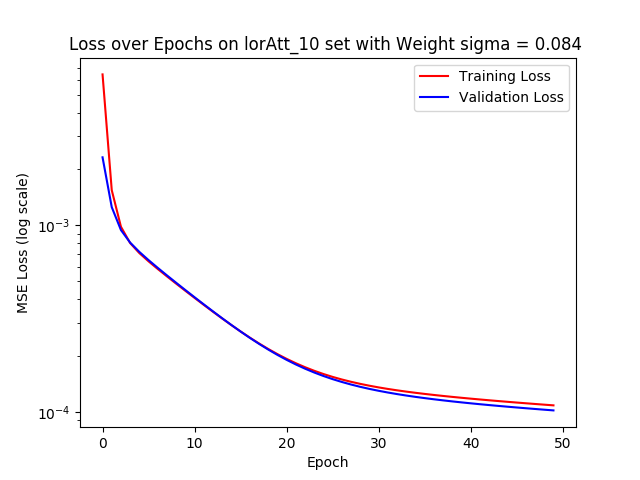 Loss over Epochs on lorAtt_10 set with Weight sigma = 0.084
Training Loss
Validation Loss
MSE Loss (log scale)
10⁻³
10⁻⁴
0 10 20 30 40 50
Epoch